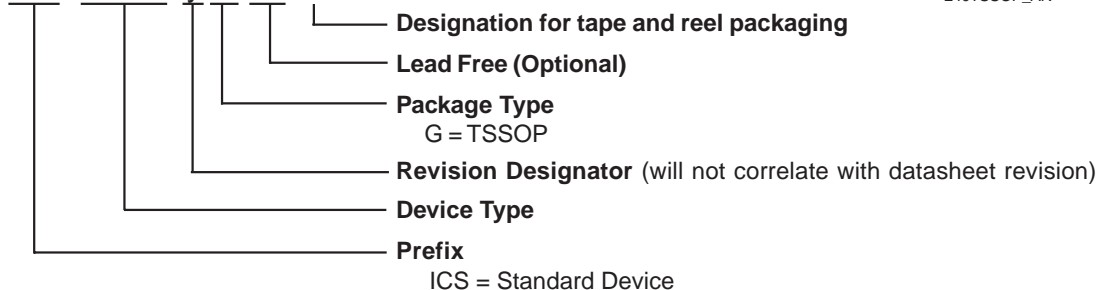 Designation for tape and reel packaging
Lead Free (Optional)
Package Type
G = TSSOP
Revision Designator (will not correlate with datasheet revision)
Device Type
Prefix
ICS = Standard Device